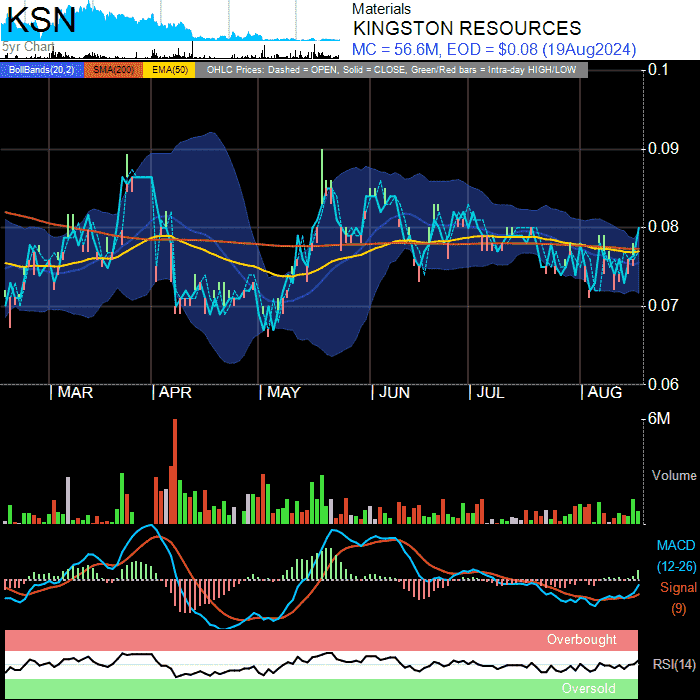 KSN
5yr Chart
Materials
KINGSTON RESOURCES
MC = 56.6M, EOD = $0.08 (19Aug2024)
BollBands(20,2) SMA(200) EMA(50) OHLC Prices: Dashed = OPEN, Solid = CLOSE, Green/Red bars = Intra-day HIGH/LOW
0.1
0.09
0.08
0.07
0.06
MAR APR MAY JUN JUL AUG
6M
Volume
MACD
(12-26)
Signal
(9)
Overbought
RSI(14)
Oversold